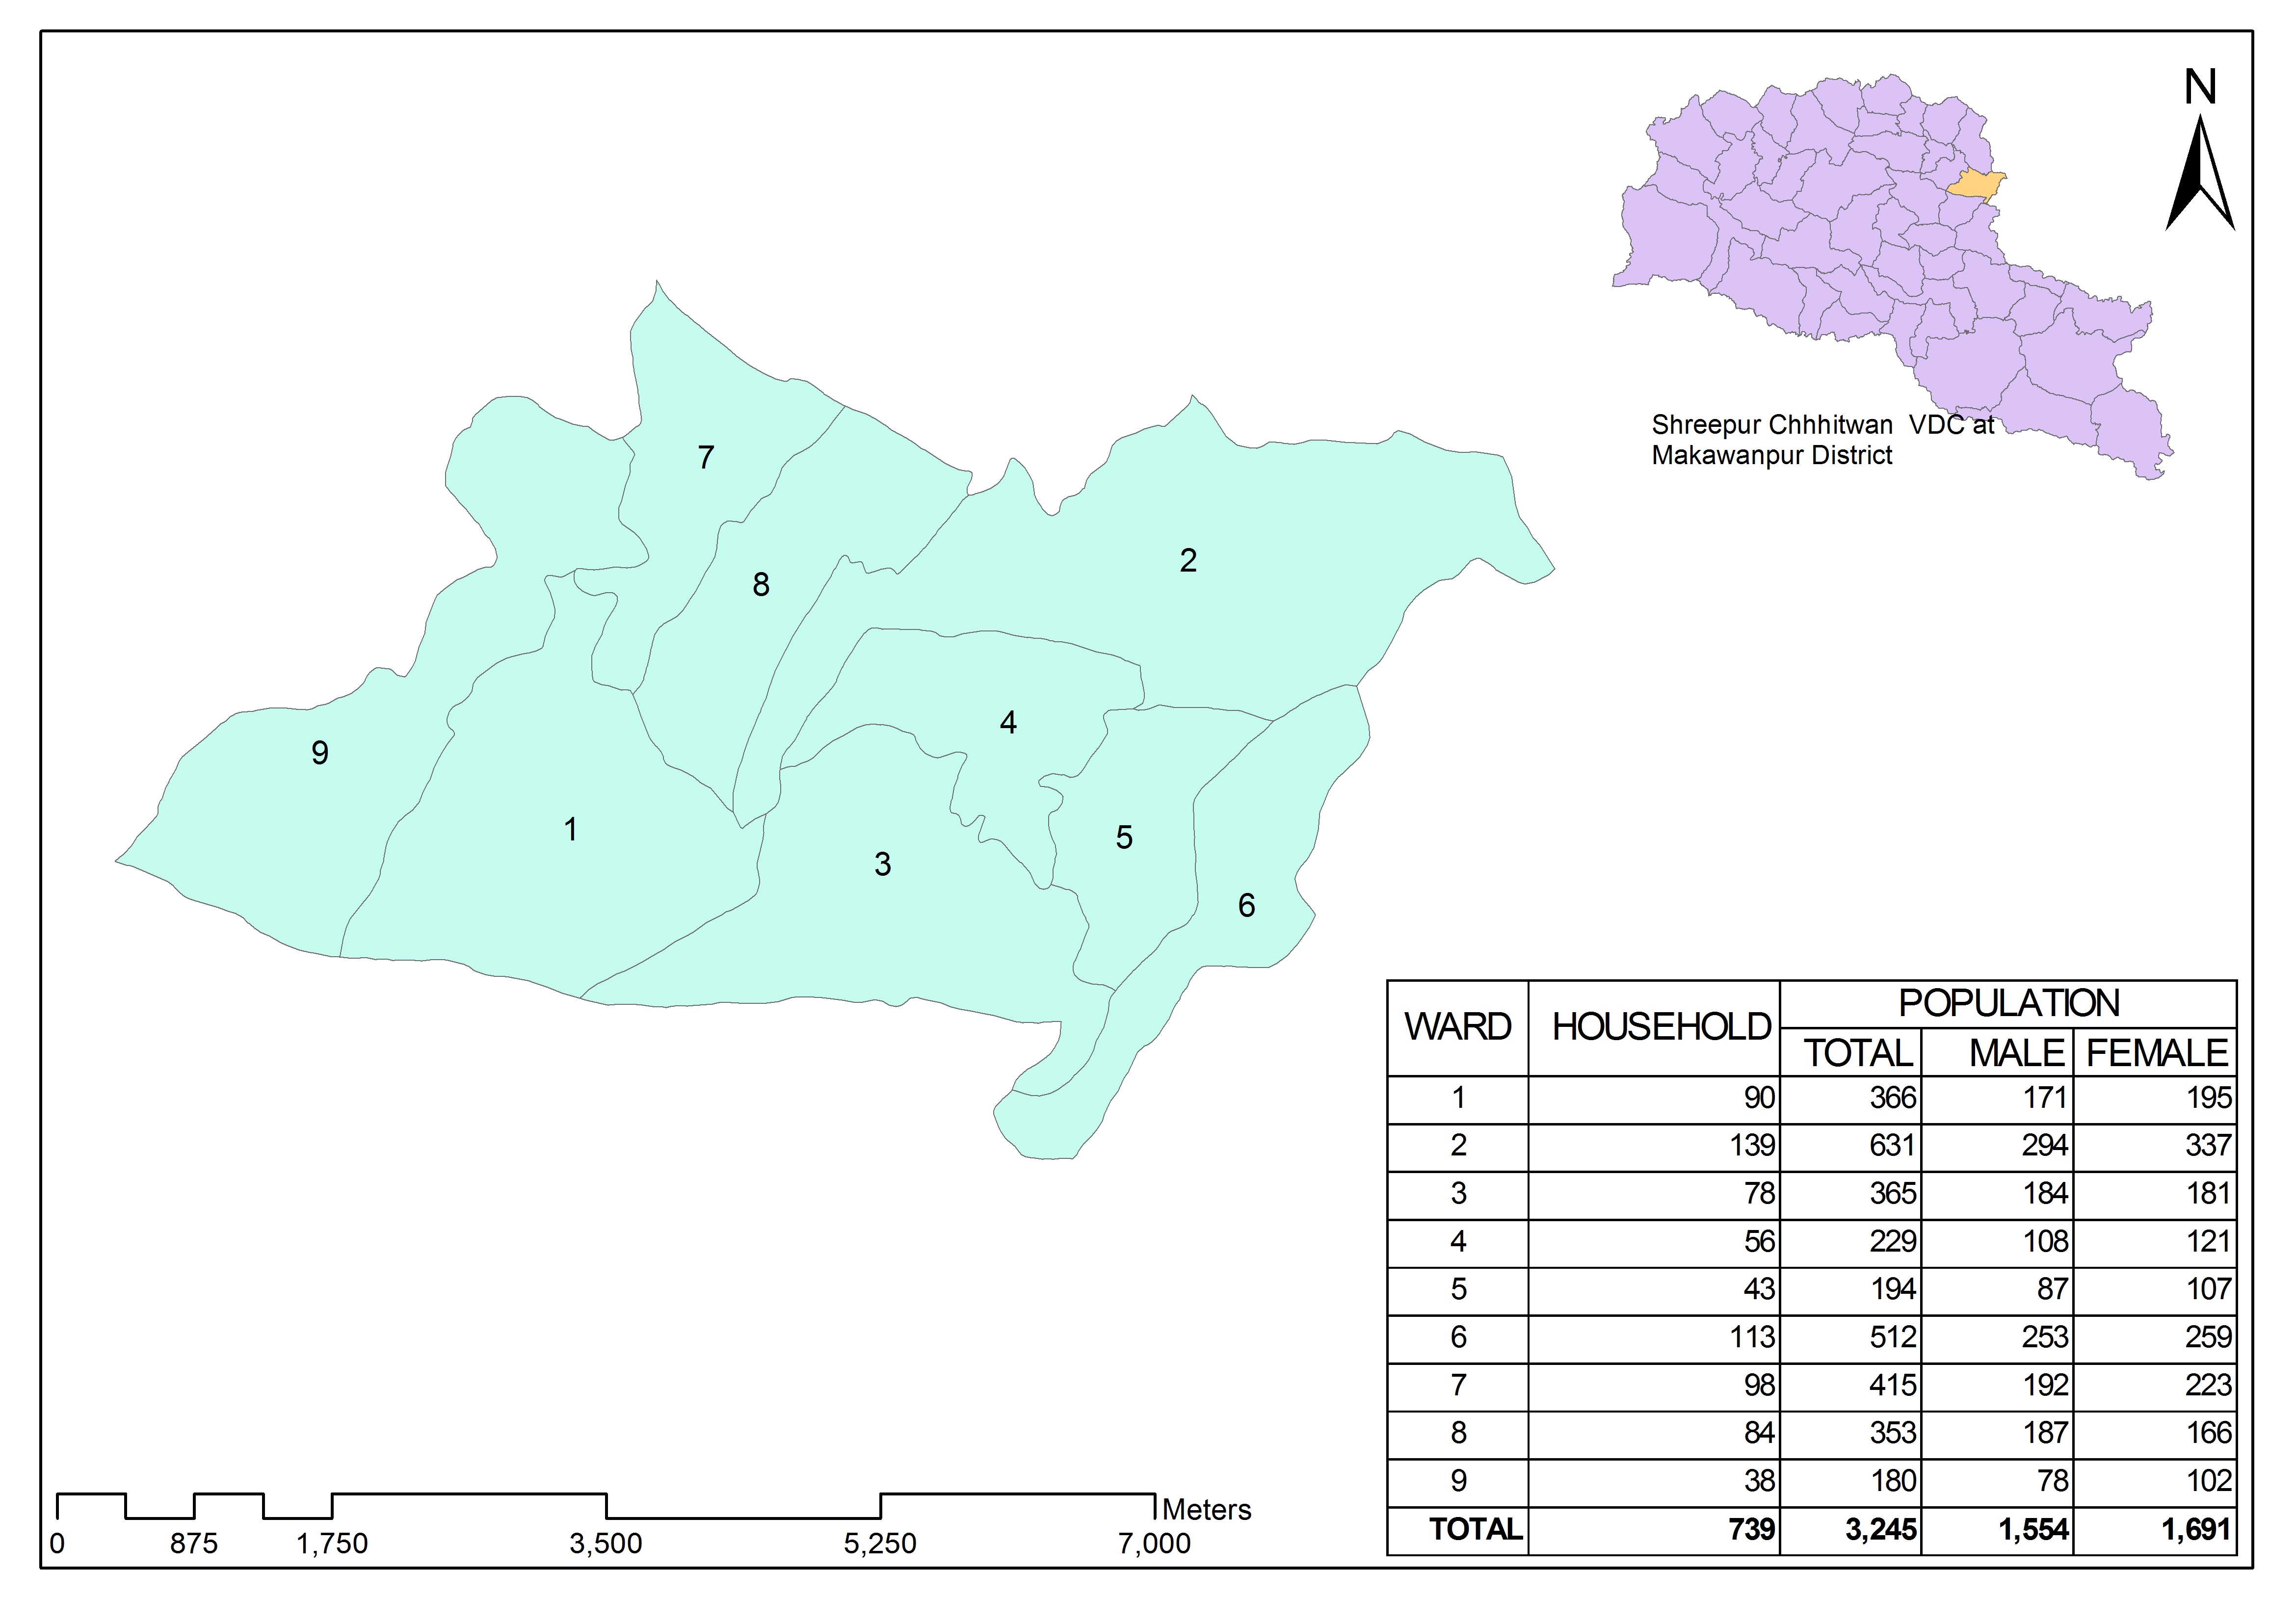 N
Shreepur Chhhitwan VDC at
Makawanpur District
7
2
8
4
9
1
5
3
6
WARD HOUSEHOLD POPULATION
TOTAL MALE FEMALE
1 90 366 171 195
2 139 631 294 337
3 78 365 184 181
4 56 229 108 121
5 43 194 87 107
6 113 512 253 259
7 98 415 192 223
8 84 353 187 166
9 38 180 78 102
TOTAL 739 3,245 1,554 1,691
Meters
0 875 1,750 3,500 5,250 7,000